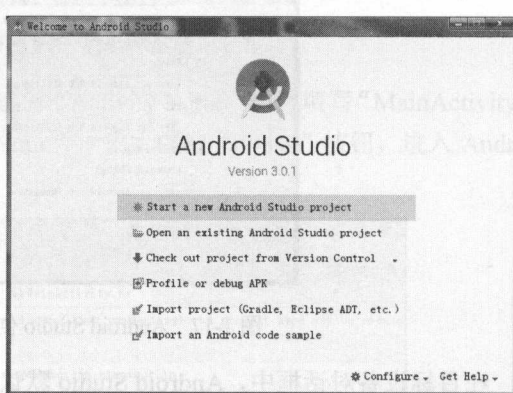 Welcome to Android Studio
"MainActivity
Android Studio
Version 3.0.1
Start a new Android Studio project
Open an existing Android Studio project
Check out project from Version Control
Profile or debug APK
Import project (Gradle, Eclipse ADT, etc.)
Import an Android code sample
Configure Get Help